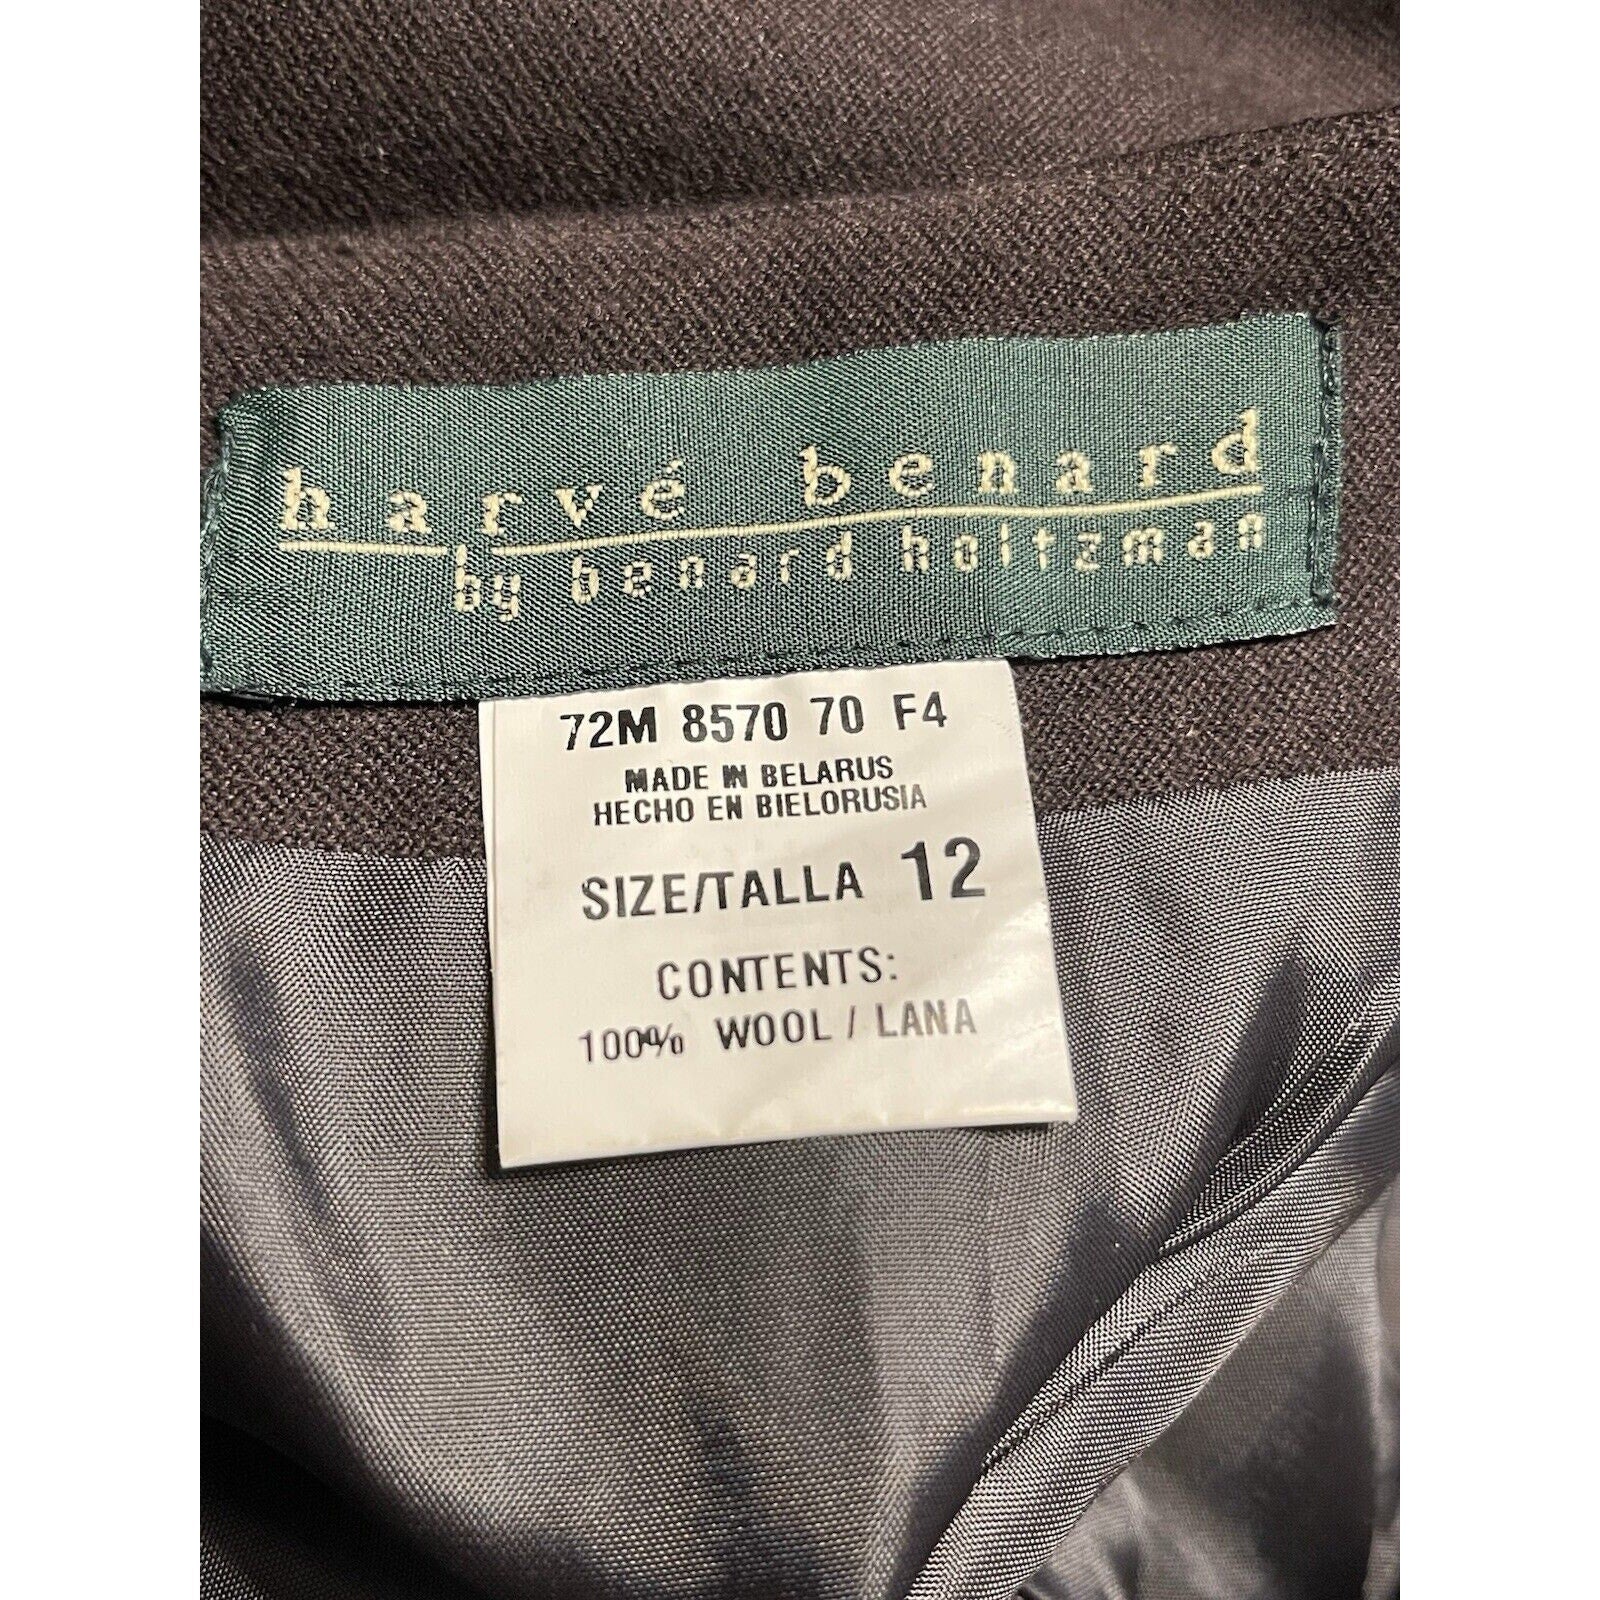 harvé benard
by benard holtzman
72M 8570 70 F4
MADE IN BELARUS
HECHO EN BIELORUSIA
SIZE/TALLA 12
CONTENTS:
100% WOOL / LANA